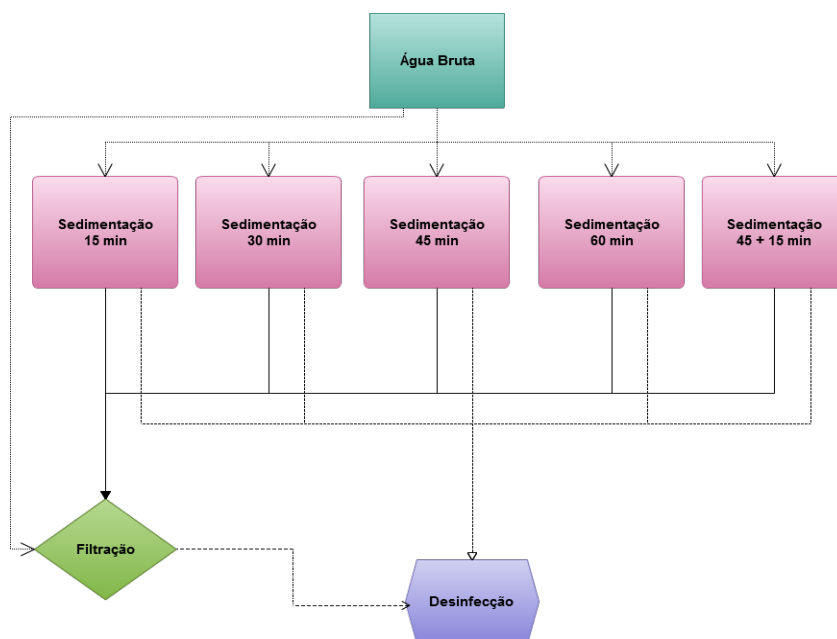 Água Bruta
Sedimentação
15 min
Sedimentação
30 min
Sedimentação
45 min
Sedimentação
60 min
Sedimentação
45 + 15 min
Filtração
Desinfecção